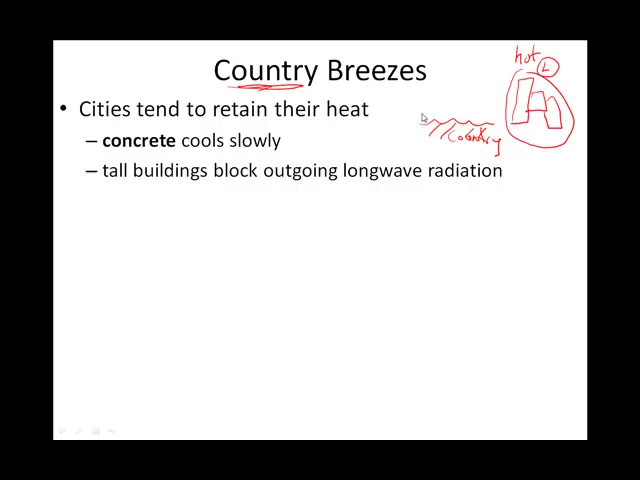 Country Breezes
hot
L
• Cities tend to retain their heat
country
– concrete cools slowly
– tall buildings block outgoing longwave radiation